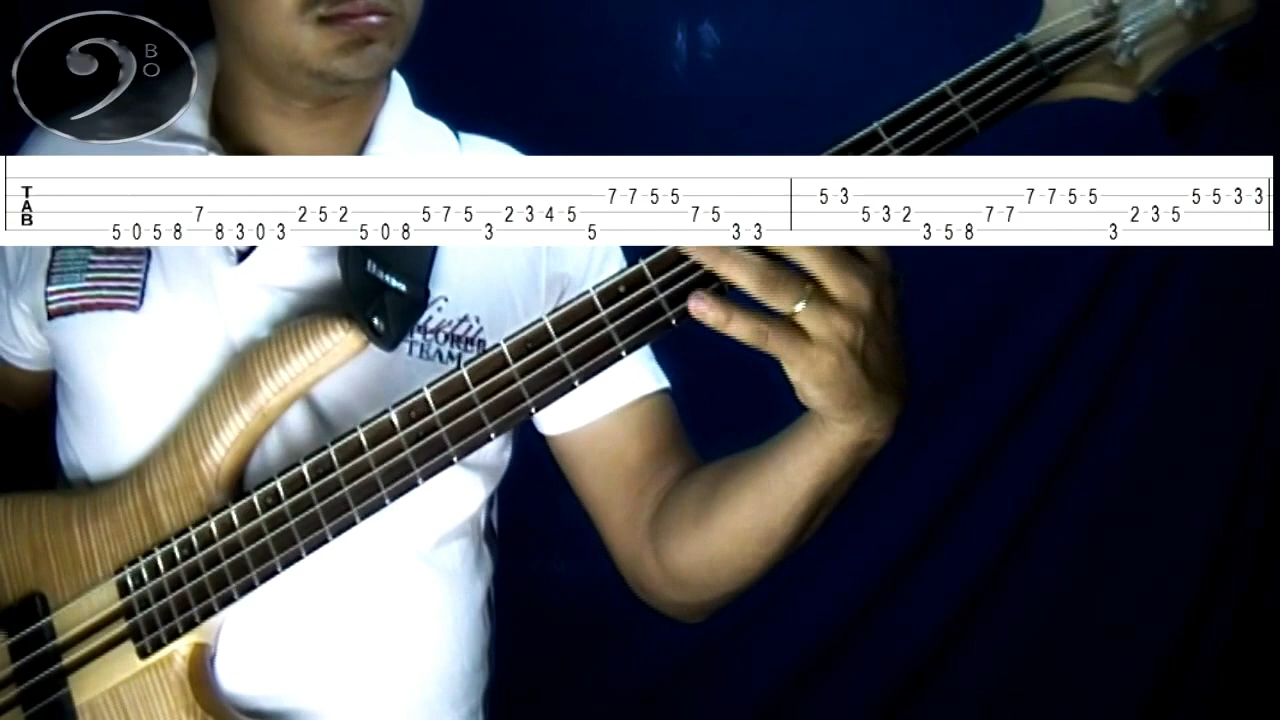 B
O
T
A
B
7 7 5 5 5 3 7 7 5 5 5 5 3 3
7 2 5 2 5 7 5 2 3 4 5 7 5 5 3 2 7 7 2 3 5
5 0 5 8 8 3 0 3 5 0 8 3 5 3 3 3 5 8 3
Basso
TEAM